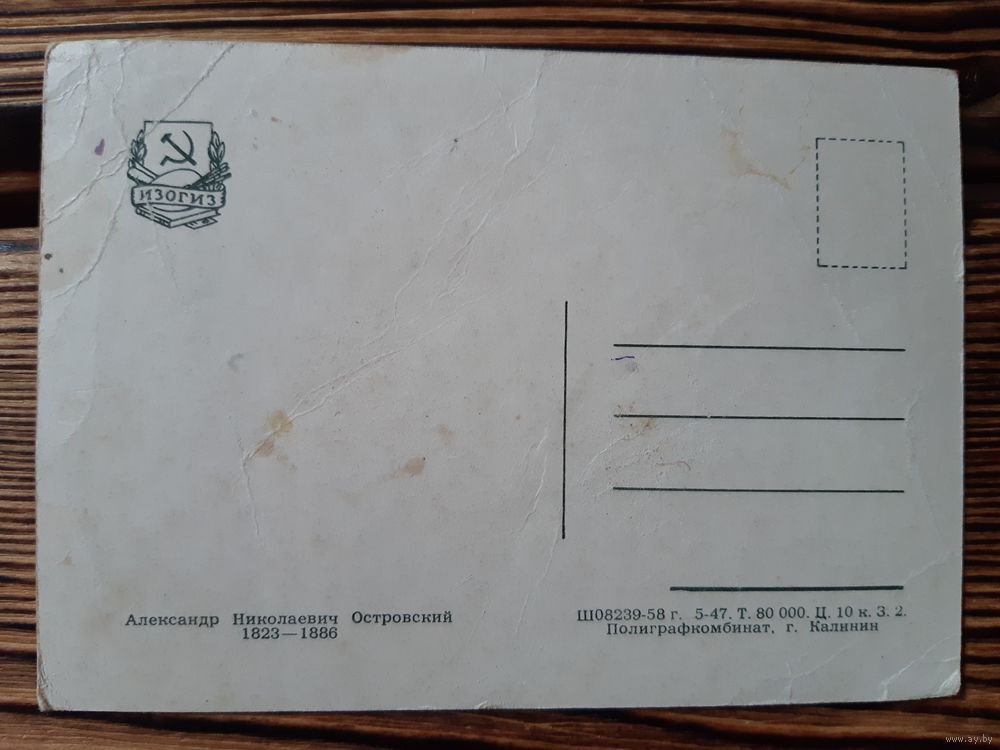 ИЗОГИЗ
Александр Николаевич Островский
1823—1886
Ш08239-58 г. 5-47. Т. 80 000. Ц. 10 к. З. 2.
Полиграфкомбинат, г. Калинин
www.ay.by